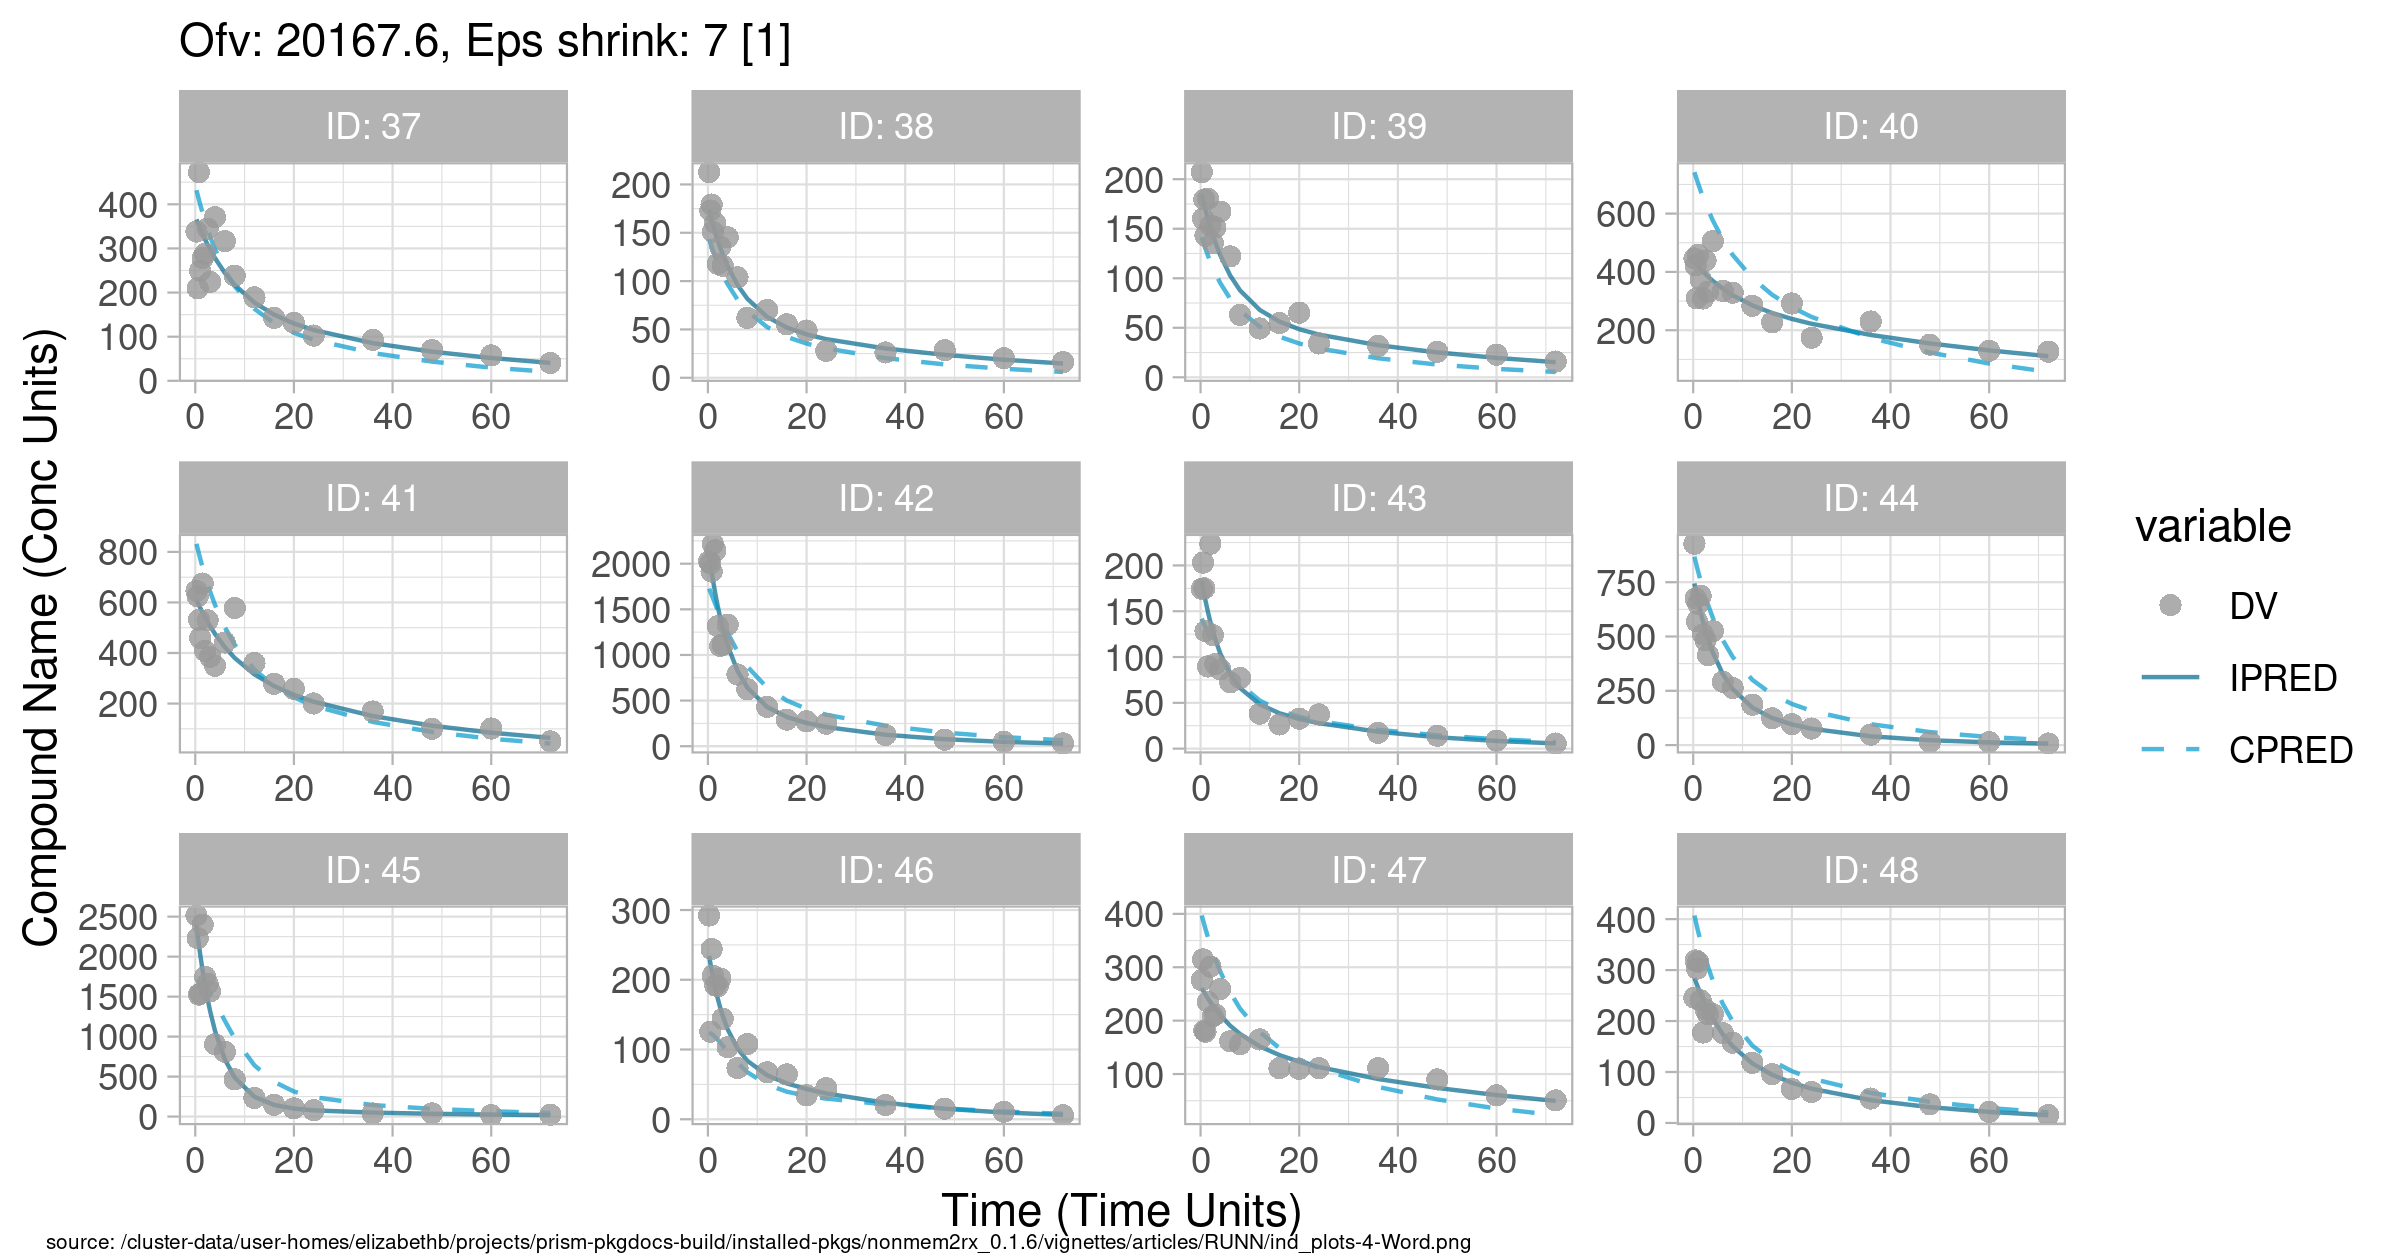 Ofv: 20167.6, Eps shrink: 7 [1]
ID: 37
ID: 38
ID: 39
ID: 40
400
300
200
100
0
0 20 40 60
200
150
100
50
0
0 20 40 60
200
150
100
50
0
0 20 40 60
600
400
200
0 20 40 60
ID: 41
ID: 42
ID: 43
ID: 44
800
600
400
200
0 20 40 60
2000
1500
1000
500
0
0 20 40 60
200
150
100
50
0
0 20 40 60
750
500
250
0
0 20 40 60
ID: 45
ID: 46
ID: 47
ID: 48
2500
2000
1500
1000
500
0
0 20 40 60
300
200
100
0
0 20 40 60
400
300
200
100
0 20 40 60
400
300
200
100
0
0 20 40 60
Compound Name (Conc Units)
Time (Time Units)
variable
DV
IPRED
CPRED
source: /cluster-data/user-homes/elizabethb/projects/prism-pkgdocs-build/installed-pkgs/nonmem2rx_0.1.6/vignettes/articles/RUNN/ind_plots-4-Word.png